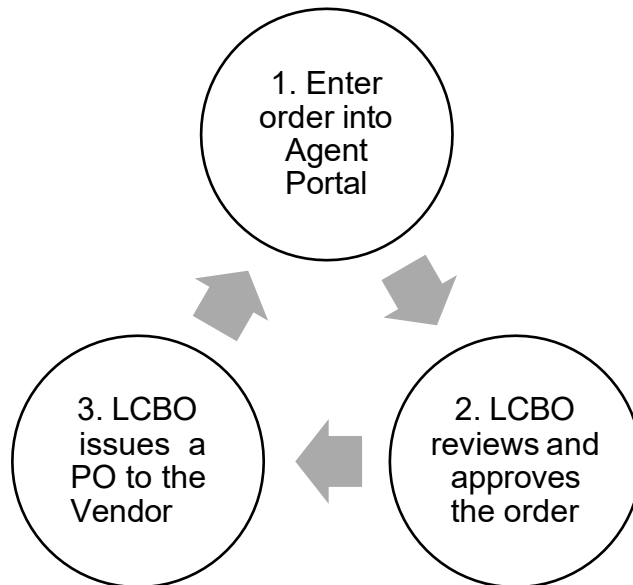 1. Enter
order into
Agent
Portal
2. LCBO
reviews and
approves
the order
3. LCBO
issues a
PO to the
Vendor